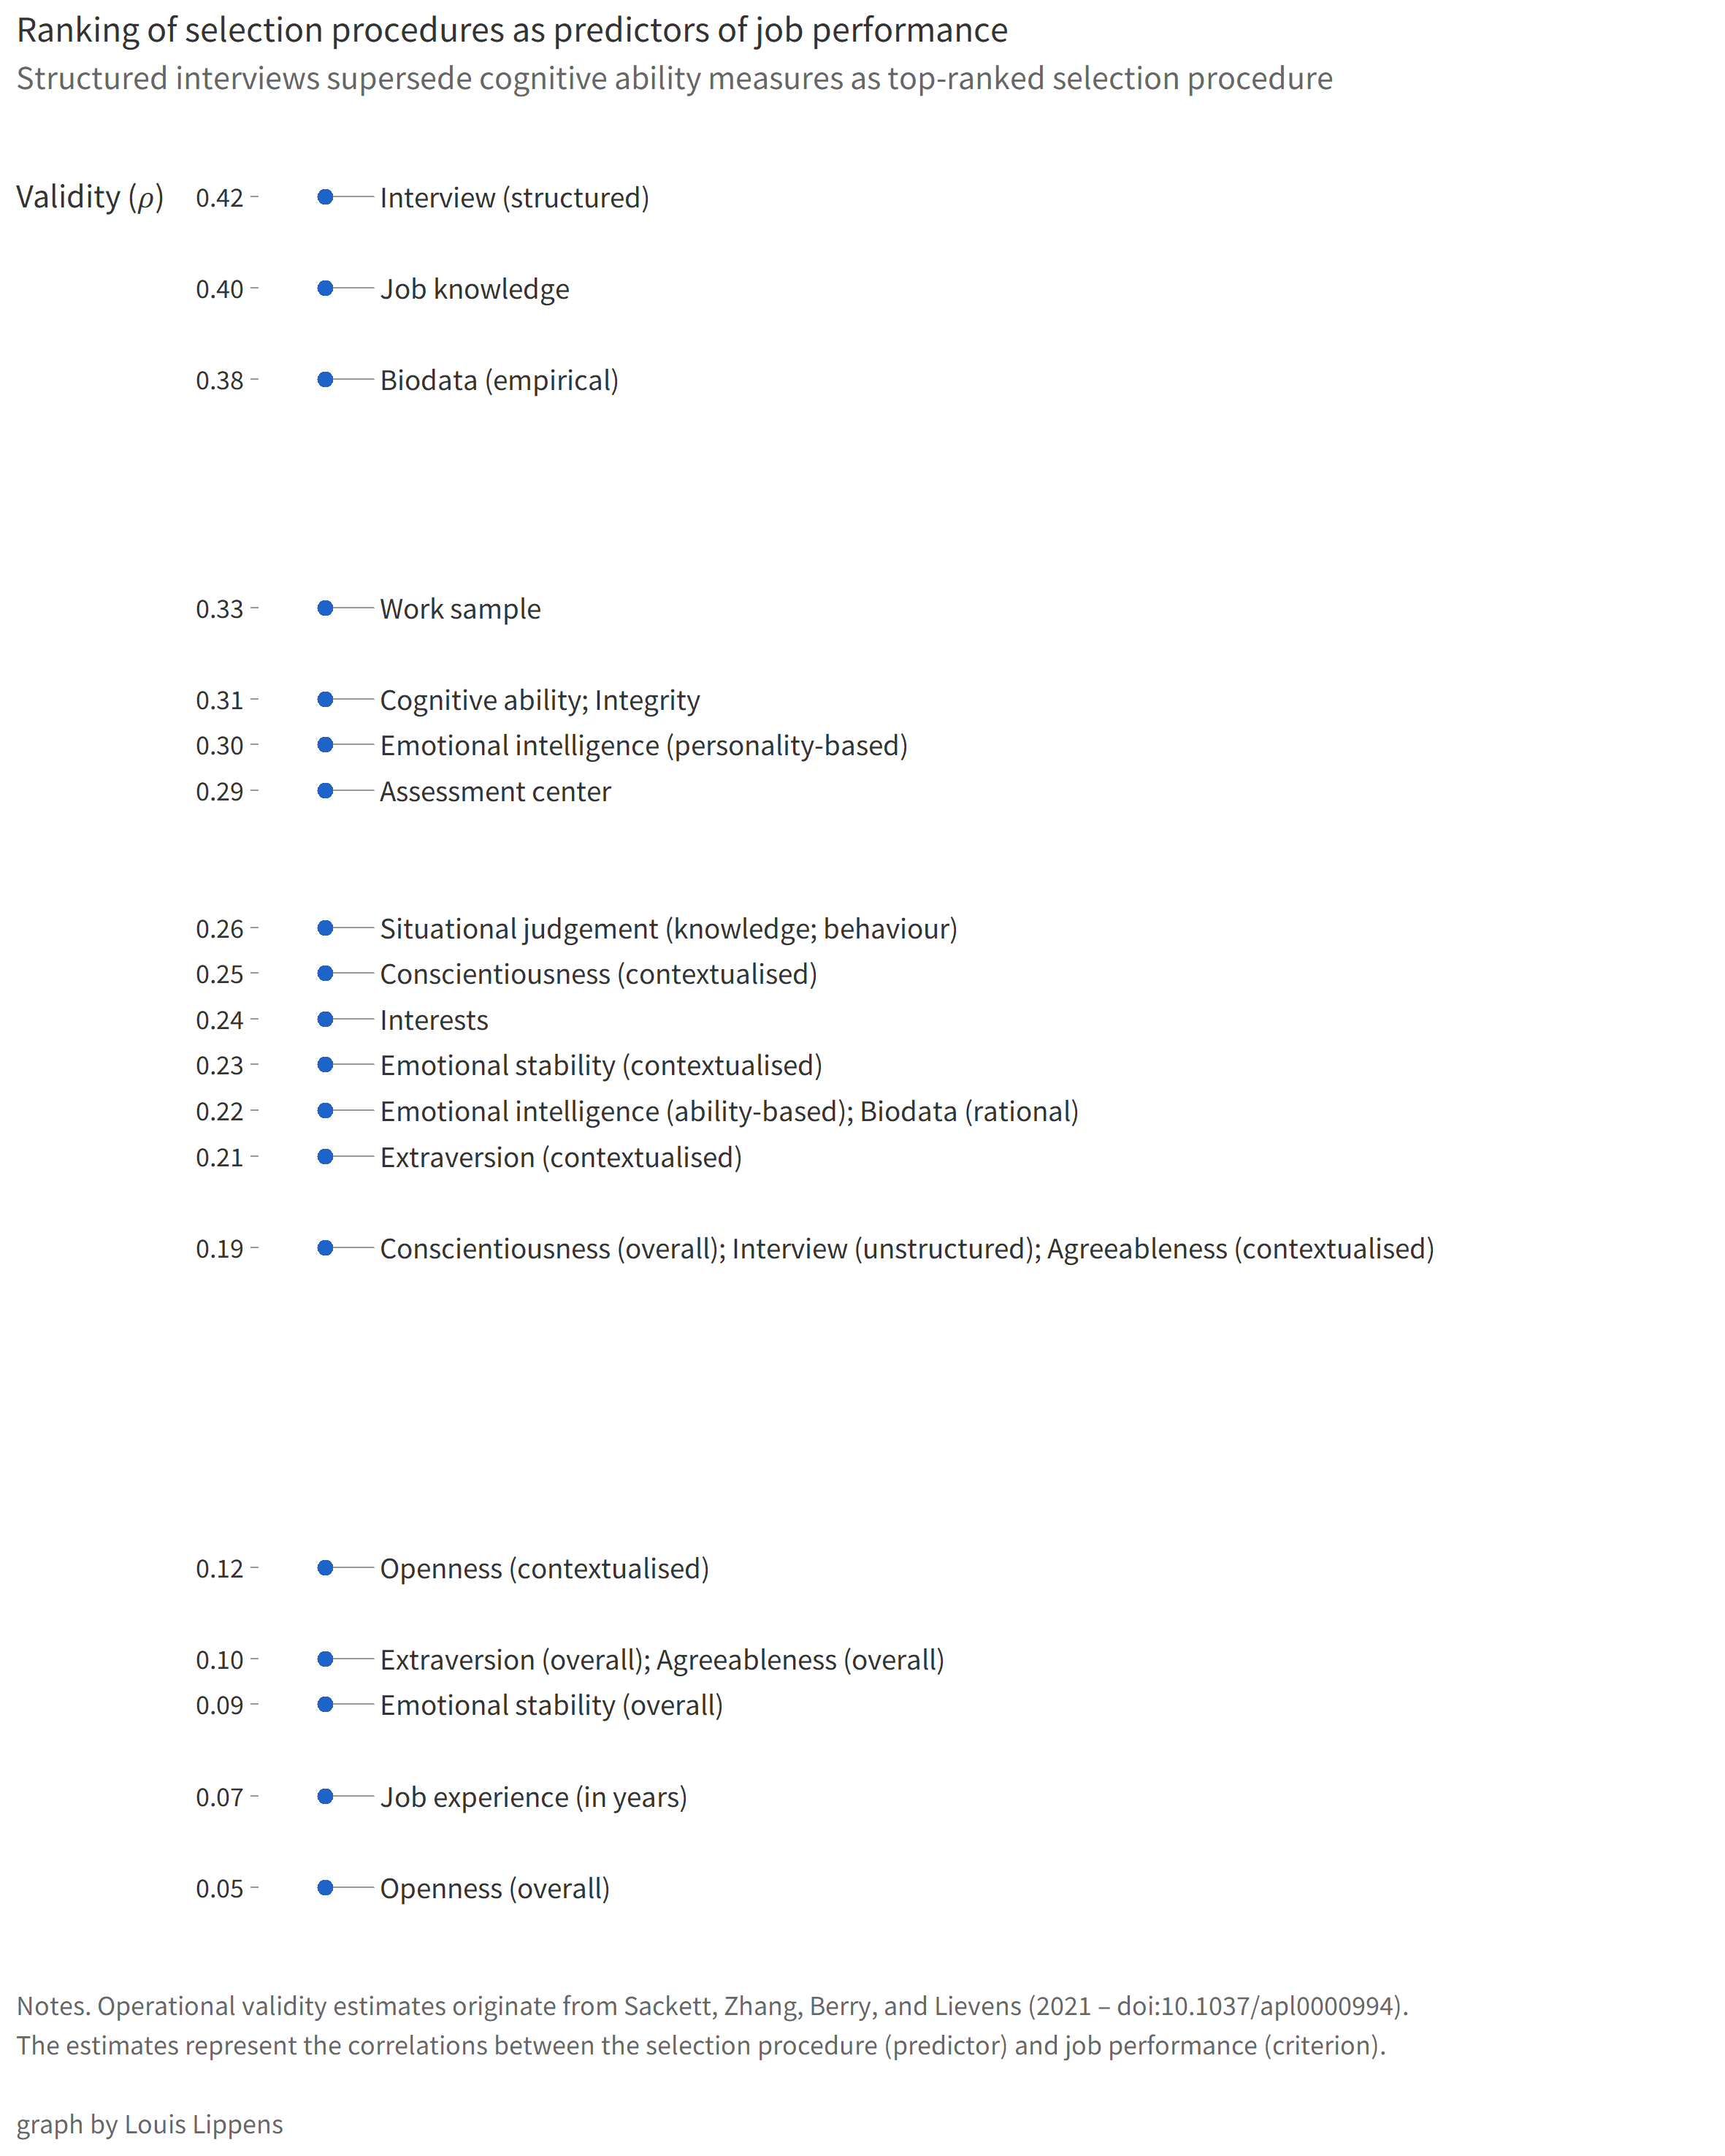 Ranking of selection procedures as predictors of job performance
Structured interviews supersede cognitive ability measures as top-ranked selection procedure
Validity (ρ) 0.42 Interview (structured)
0.40 Job knowledge
0.38 Biodata (empirical)
0.33 Work sample
0.31 Cognitive ability; Integrity
0.30 Emotional intelligence (personality-based)
0.29 Assessment center
0.26 Situational judgement (knowledge; behaviour)
0.25 Conscientiousness (contextualised)
0.24 Interests
0.23 Emotional stability (contextualised)
0.22 Emotional intelligence (ability-based); Biodata (rational)
0.21 Extraversion (contextualised)
0.19 Conscientiousness (overall); Interview (unstructured); Agreeableness (contextualised)
0.12 Openness (contextualised)
0.10 Extraversion (overall); Agreeableness (overall)
0.09 Emotional stability (overall)
0.07 Job experience (in years)
0.05 Openness (overall)
Notes. Operational validity estimates originate from Sackett, Zhang, Berry, and Lievens (2021 – doi:10.1037/apl0000994).
The estimates represent the correlations between the selection procedure (predictor) and job performance (criterion).
graph by Louis Lippens